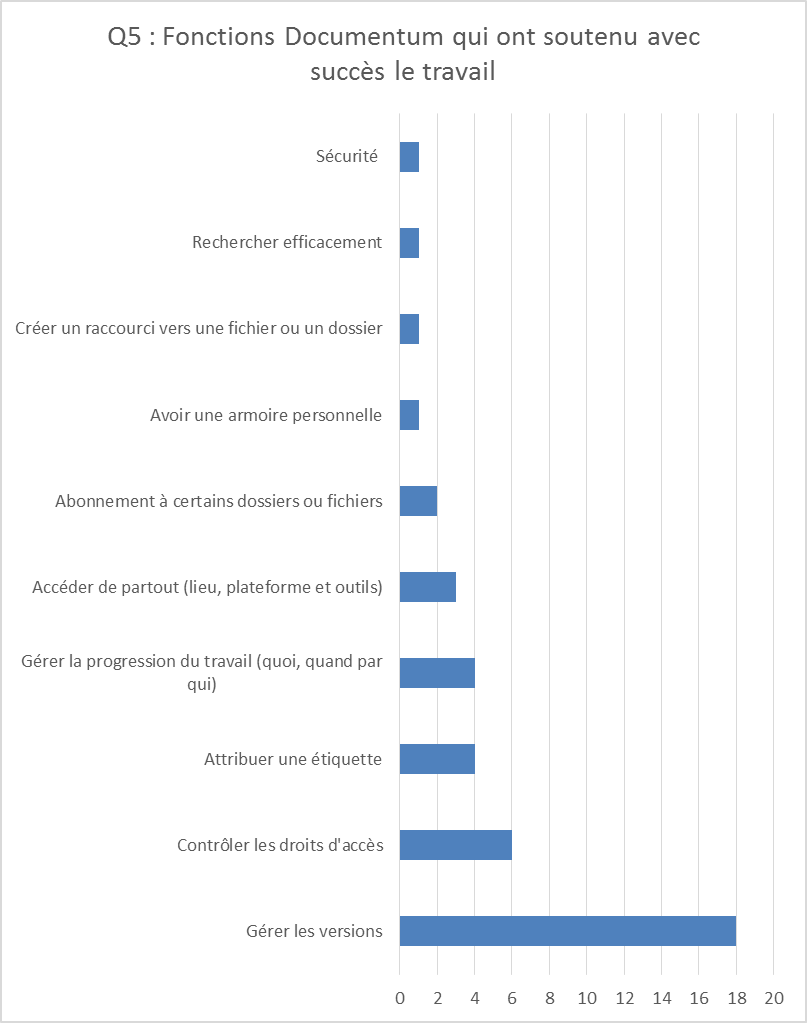 Q5 : Fonctions Documentum qui ont soutenu avec
succès le travail
Sécurité
Rechercher efficacement
Créer un raccourci vers une fichier ou un dossier
Avoir une armoire personnelle
Abonnement à certains dossiers ou fichiers
Accéder de partout (lieu, plateforme et outils)
Gérer la progression du travail (quoi, quand par
qui)
Attribuer une étiquette
Contrôler les droits d'accès
Gérer les versions
0 2 4 6 8 10 12 14 16 18 20